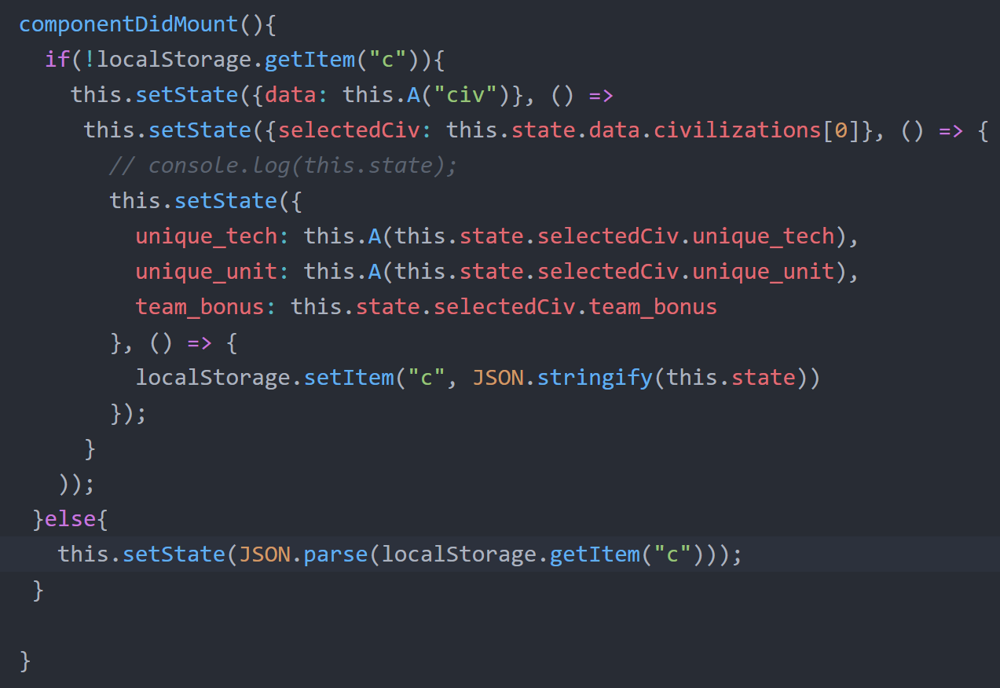 componentDidMount(){
  if(!localStorage.getItem("c")){
    this.setState({data: this.A("civ")}, () =>
     this.setState({selectedCiv: this.state.data.civilizations[0]}, () => {
       // console.log(this.state);
       this.setState({
         unique_tech: this.A(this.state.selectedCiv.unique_tech),
         unique_unit: this.A(this.state.selectedCiv.unique_unit),
         team_bonus: this.state.selectedCiv.team_bonus
       }, () => {
         localStorage.setItem("c", JSON.stringify(this.state))
       });
     }
   ));
 }else{
   this.setState(JSON.parse(localStorage.getItem("c")));
 }

}